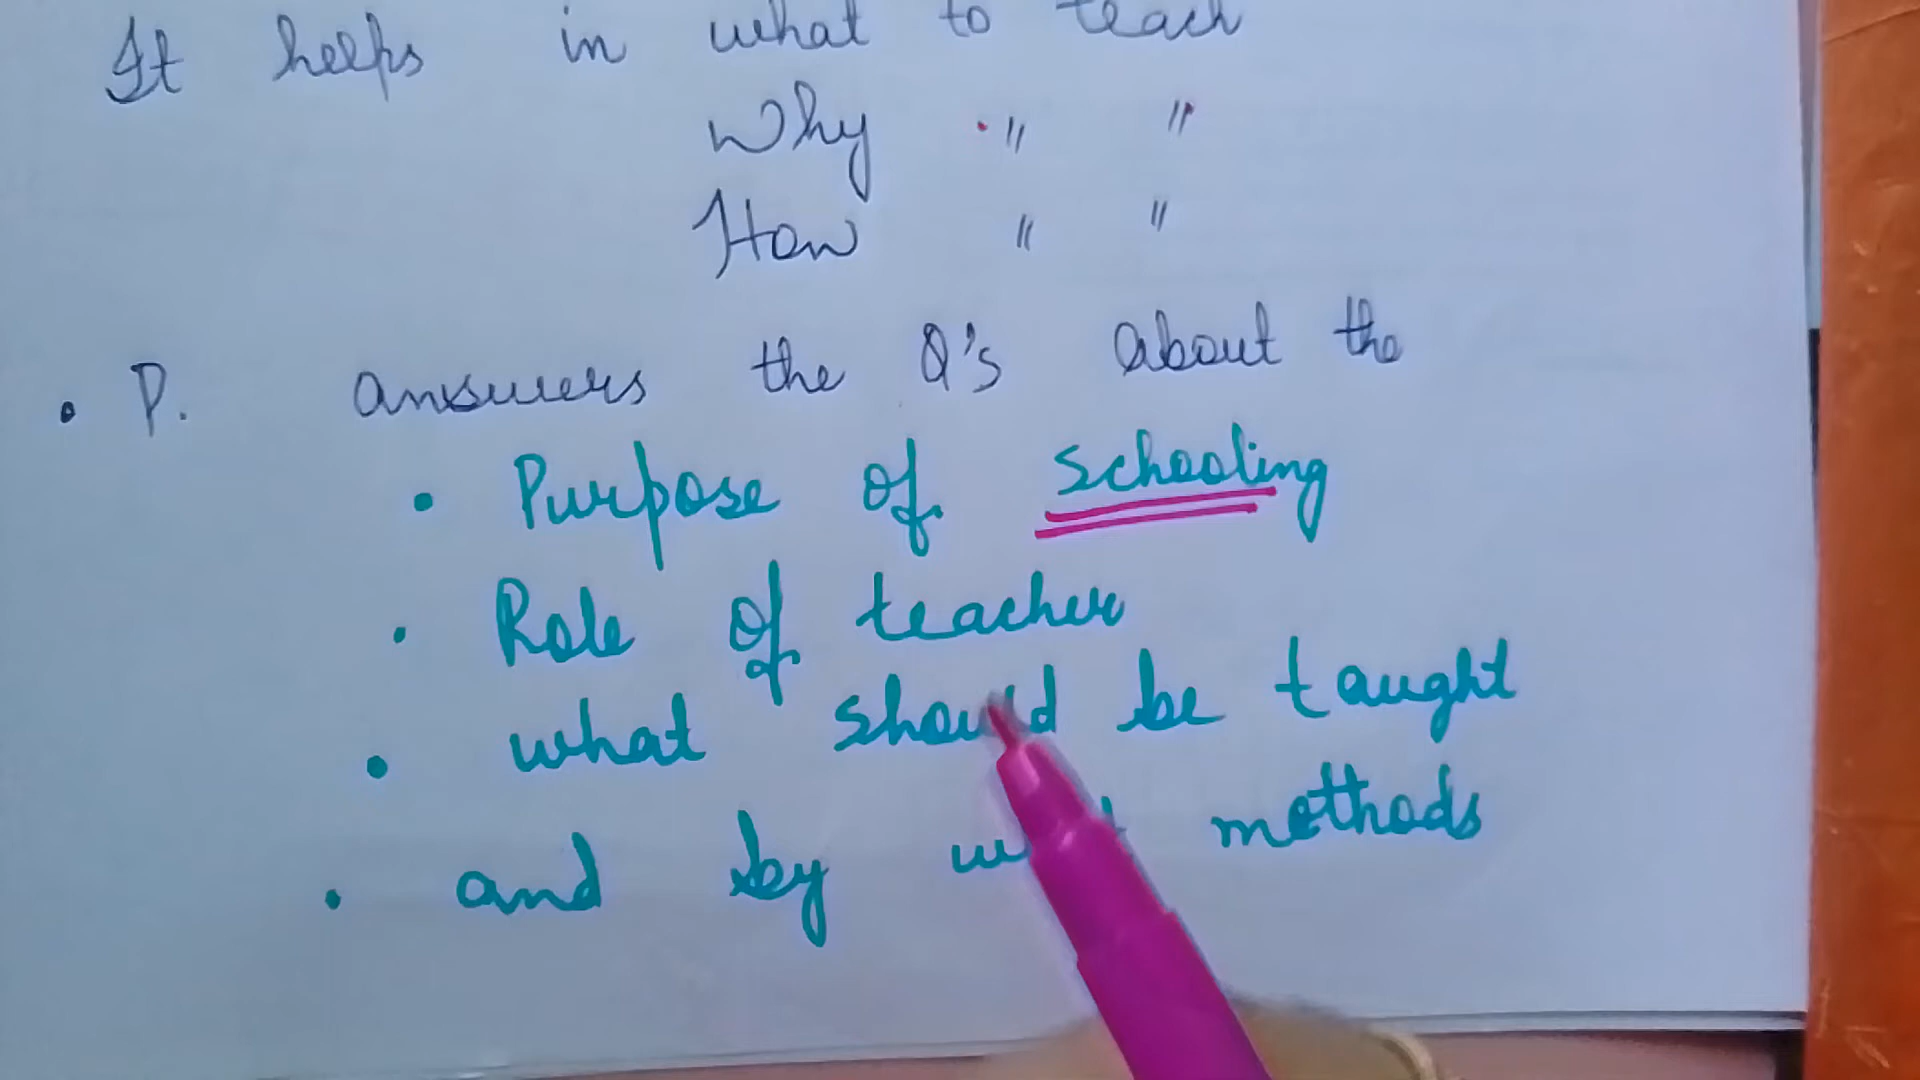 It helps in what to teach
Why " "
How " "
• P. answers the Q's about the
• Purpose of schooling
• Role of teacher
• what should be taught
• and by methods